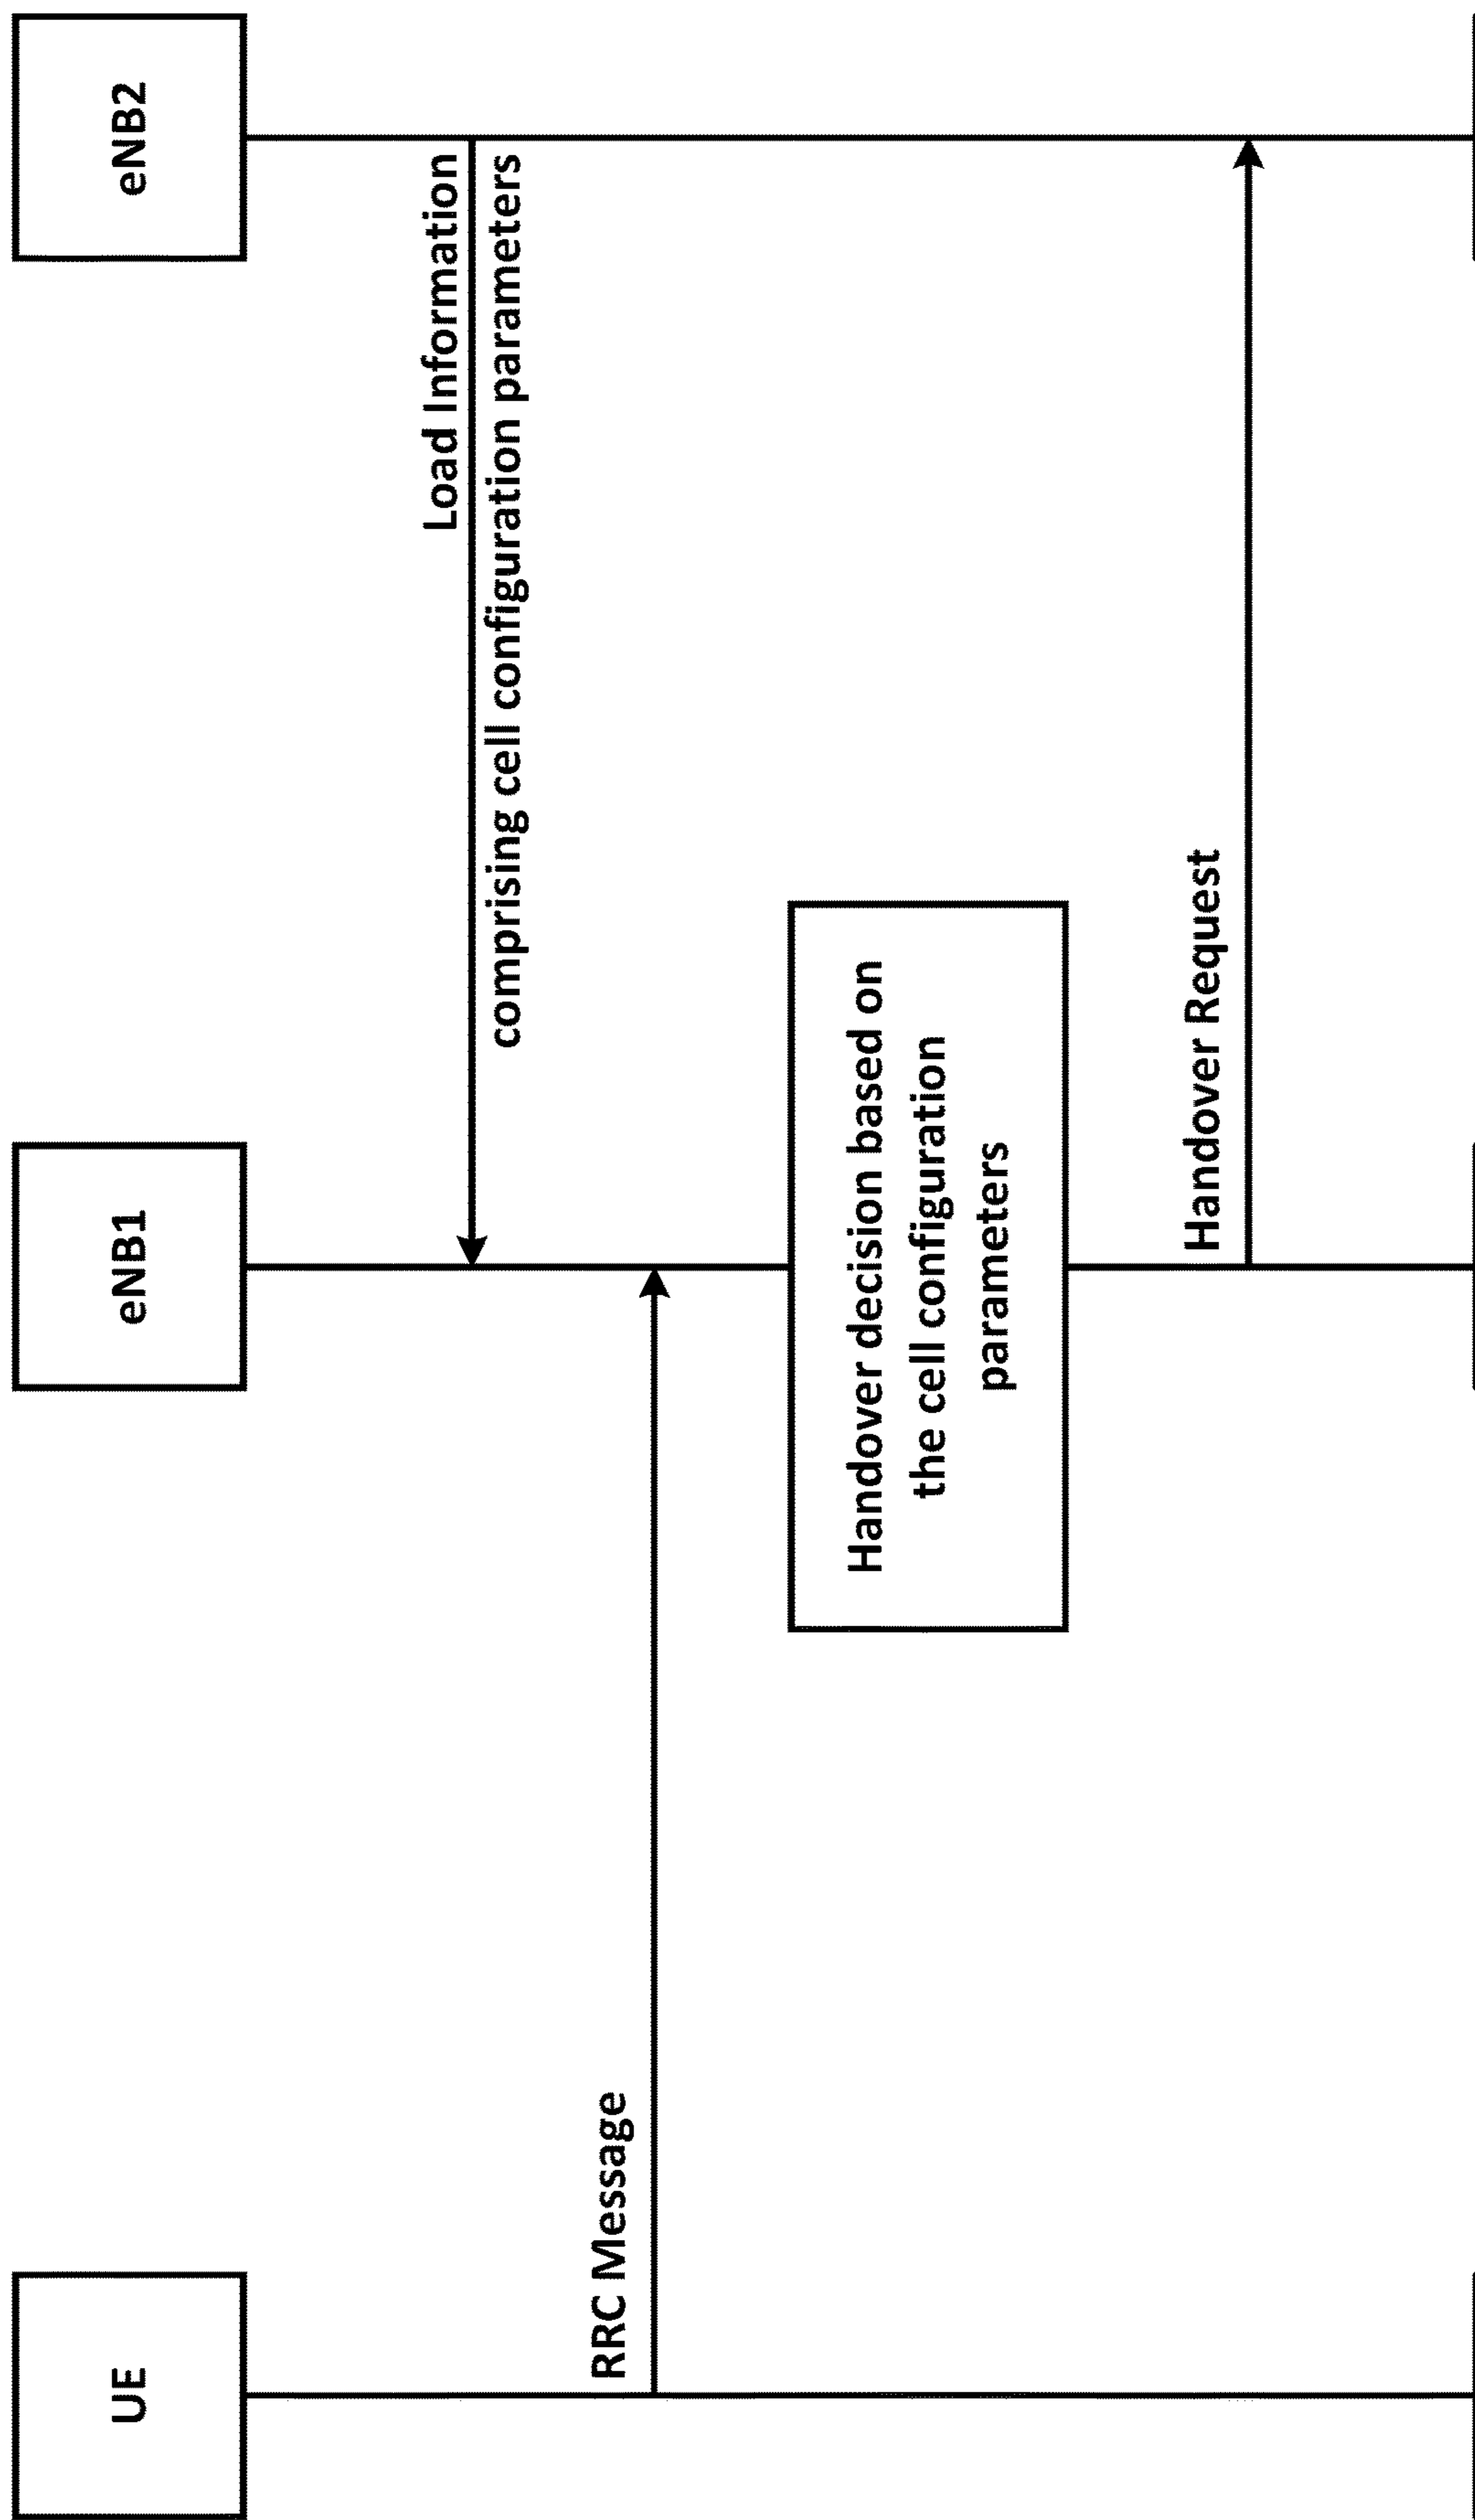 UE
eNB1
eNB2
Load Information
comprising cell configuration parameters
RRC Message
Handover decision based on
the cell configuration
parameters
Handover Request